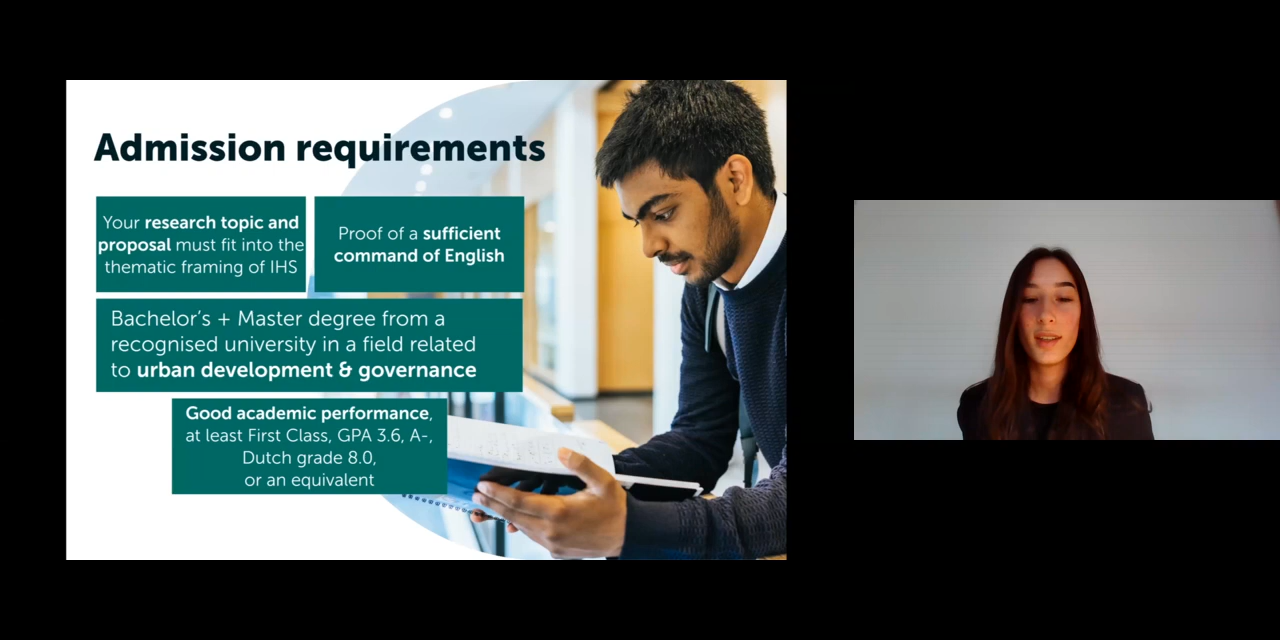 Admission requirements
Your research topic and
proposal must fit into the
thematic framing of IHS
Proof of a sufficient
command of English
Bachelor's + Master degree from a
recognised university in a field related
to urban development & governance
Good academic performance,
at least First Class, GPA 3.6, A-,
Dutch grade 8.0,
or an equivalent